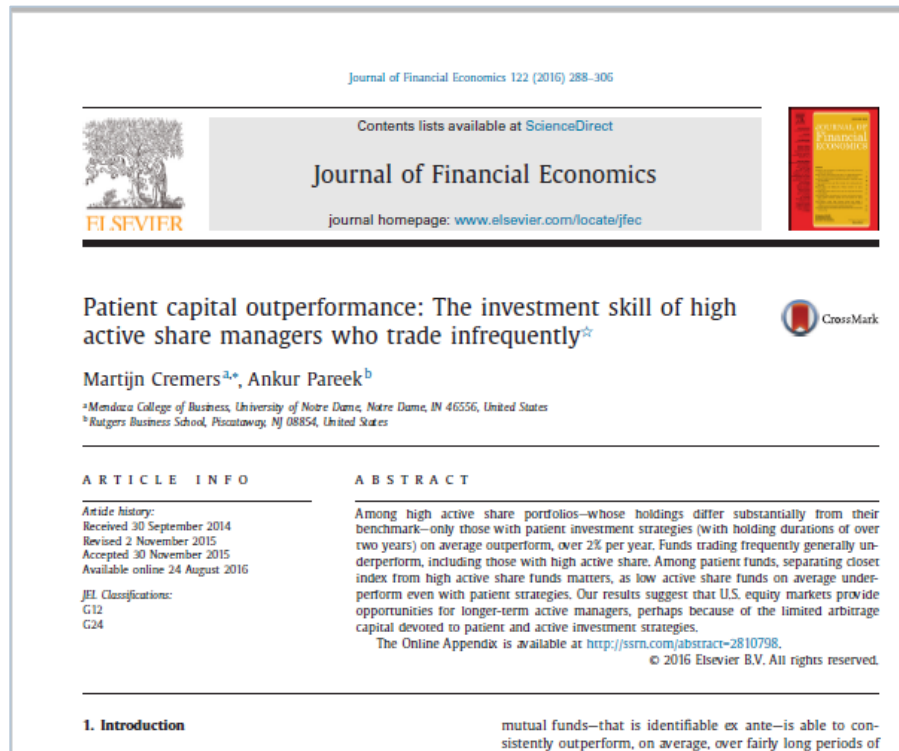 Journal of Financial Economics 122 (2016) 288–306
Contents lists available at ScienceDirect
Journal of Financial Economics
journal homepage: www.elsevier.com/locate/jfec
ELSEVIER
JOURNAL OF
Financial
ECONOMICS
Patient capital outperformance: The investment skill of high
active share managers who trade infrequently☆
CrossMark
Martijn Cremers a,*, Ankur Pareek b
a Mendoza College of Business, University of Notre Dame, Notre Dame, IN 46556, United States
b Rutgers Business School, Piscataway, NJ 08854, United States
ARTICLE INFO
Article history:
Received 30 September 2014
Revised 2 November 2015
Accepted 30 November 2015
Available online 24 August 2016
JEL Classifications:
G12
G24
ABSTRACT
Among high active share portfolios—whose holdings differ substantially from their
benchmark—only those with patient investment strategies (with holding durations of over
two years) on average outperform, over 2% per year. Funds trading frequently generally un-
derperform, including those with high active share. Among patient funds, separating closet
index from high active share funds matters, as low active share funds on average under-
perform even with patient strategies. Our results suggest that U.S. equity markets provide
opportunities for longer-term active managers, perhaps because of the limited arbitrage
capital devoted to patient and active investment strategies.
The Online Appendix is available at http://ssrn.com/abstract=2810798.
© 2016 Elsevier B.V. All rights reserved.
1. Introduction
mutual funds—that is identifiable ex ante—is able to con-
sistently outperform, on average, over fairly long periods of